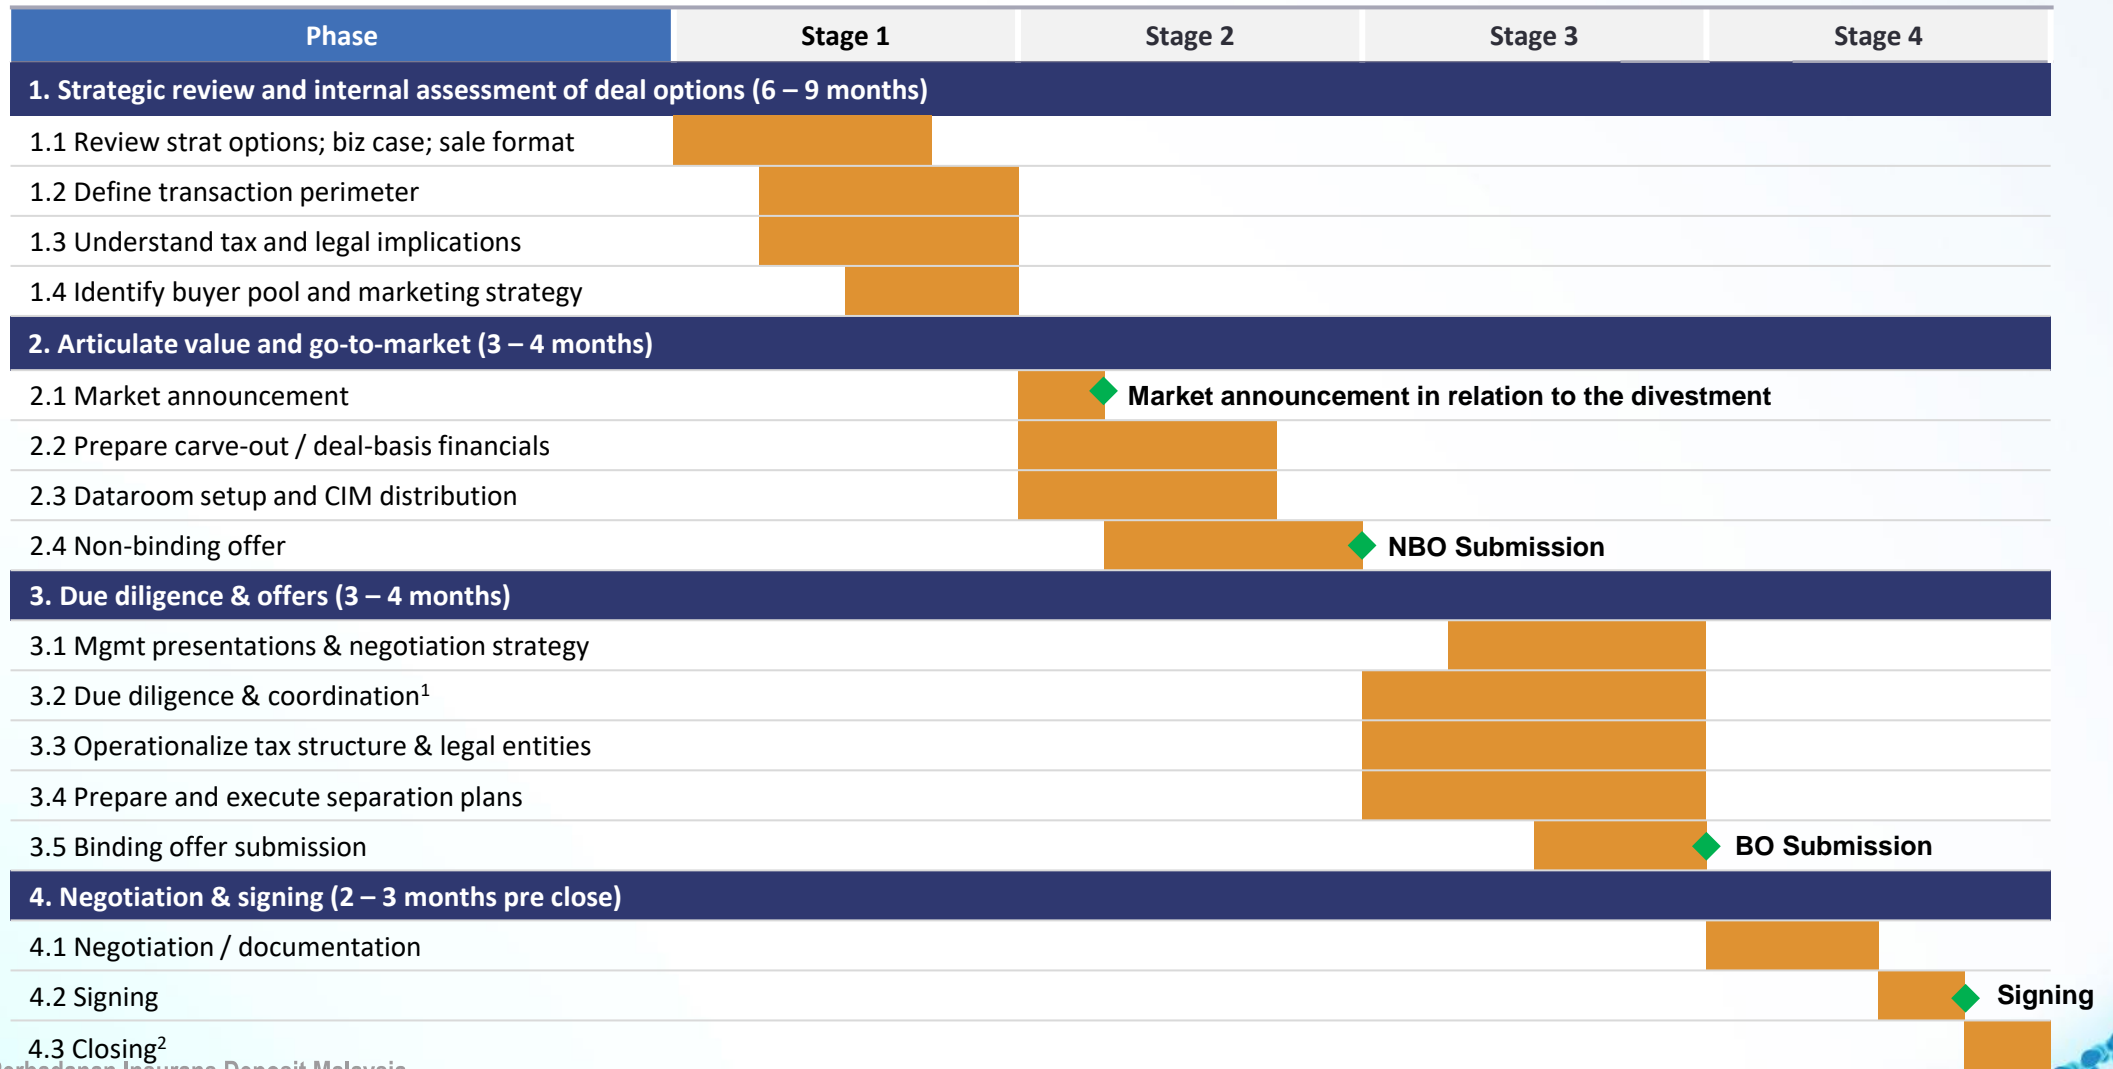 Phase Stage 1 Stage 2 Stage 3 Stage 4
1. Strategic review and internal assessment of deal options (6 – 9 months)
1.1 Review strat options; biz case; sale format
1.2 Define transaction perimeter
1.3 Understand tax and legal implications
1.4 Identify buyer pool and marketing strategy
2. Articulate value and go-to-market (3 – 4 months)
2.1 Market announcement Market announcement in relation to the divestment
2.2 Prepare carve-out / deal-basis financials
2.3 Dataroom setup and CIM distribution
2.4 Non-binding offer NBO Submission
3. Due diligence & offers (3 – 4 months)
3.1 Mgmt presentations & negotiation strategy
3.2 Due diligence & coordination¹
3.3 Operationalize tax structure & legal entities
3.4 Prepare and execute separation plans
3.5 Binding offer submission BO Submission
4. Negotiation & signing (2 – 3 months pre close)
4.1 Negotiation / documentation
4.2 Signing Signing
4.3 Closing²
Insurans Deposit Malaysia